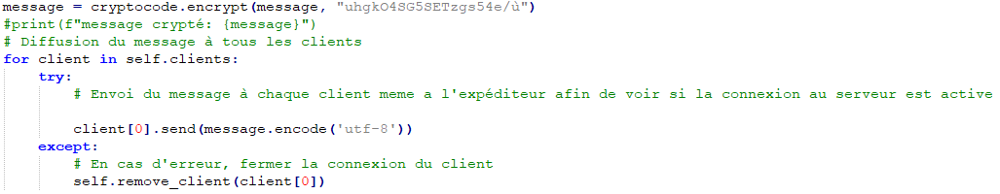 message = cryptocode.encrypt(message, "uhgkO4SG5SETzgs54e/ù")
#print(f"message crypté: {message}")
# Diffusion du message à tous les clients
for client in self.clients:
try:
# Envoi du message à chaque client meme a l'expéditeur afin de voir si la connexion au serveur est active
client[0].send(message.encode('utf-8'))
except:
# En cas d'erreur, fermer la connexion du client
self.remove_client(client[0])